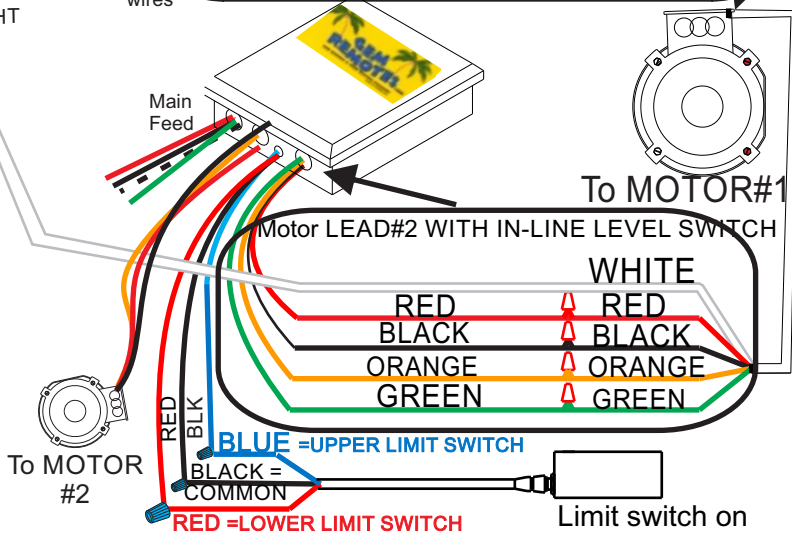 HT
wires
GEM
REMOTES
Main
Feed
To MOTOR#1
Motor LEAD#2 WITH IN-LINE LEVEL SWITCH
WHITE
RED RED
BLACK BLACK
ORANGE ORANGE
GREEN GREEN
RED
BLK
BLUE =UPPER LIMIT SWITCH
To MOTOR
#2
BLACK =
COMMON
RED =LOWER LIMIT SWITCH
Limit switch on